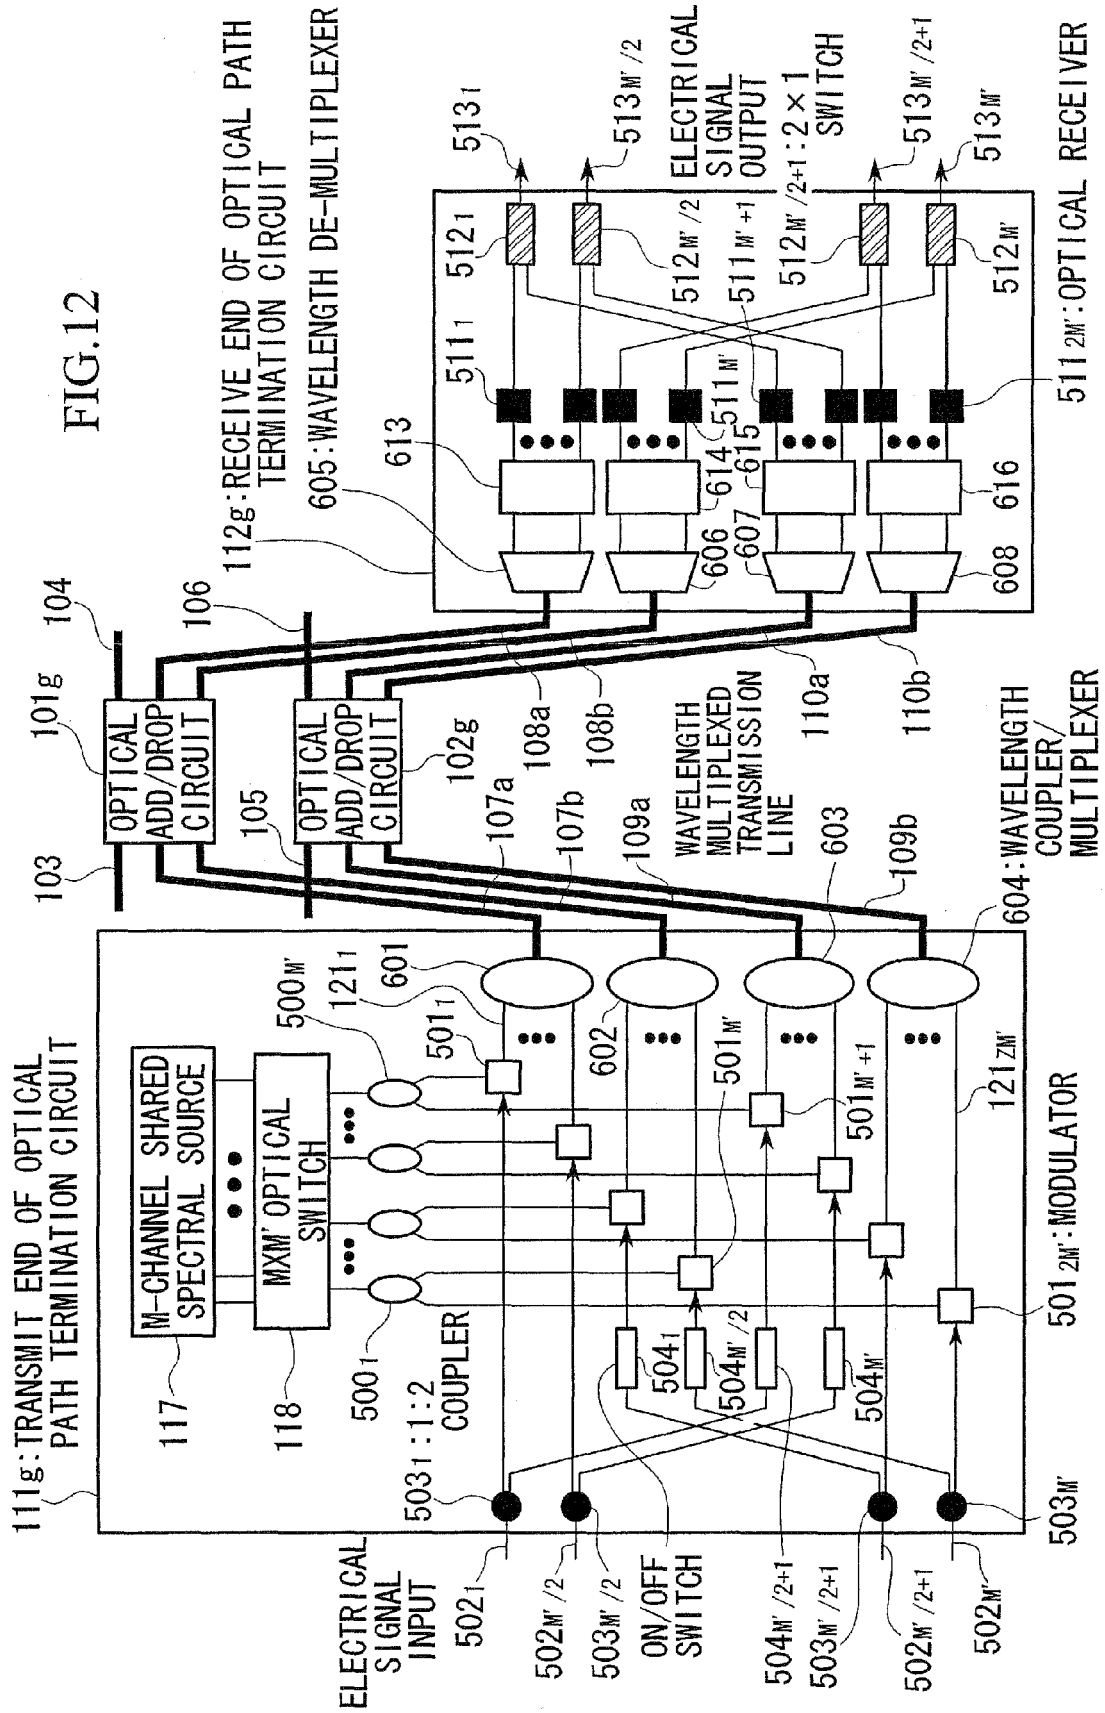 FIG.12
111g:TRANSMIT END OF OPTICAL
PATH TERMINATION CIRCUIT
117
M-CHANNEL SHARED
SPECTRAL SOURCE
118
MXM' OPTICAL
SWITCH
500₁
500M'
503₁:1:2
COUPLER
ELECTRICAL
SIGNAL
INPUT
502₁
502M'/2
503M'/2
ON/OFF
SWITCH
504M'/2+1
503M'/2+1
502M'/2+1
502M'
503M'
504₁
504M'/2
504M'
501₁
121₁
601
602
501M'
501M'+1
501₂M':MODULATOR
121ZM'
603
604:WAVELENGTH
COUPLER/
MULTIPLEXER
103
101g
104
OPTICAL
ADD/DROP
CIRCUIT
105
102g
106
OPTICAL
ADD/DROP
CIRCUIT
107a
107b
109a
109b
WAVELENGTH
MULTIPLEXED
TRANSMISSION
LINE
108a
108b
110a
110b
112g:RECEIVE END OF OPTICAL PATH
TERMINATION CIRCUIT
605:WAVELENGTH DE-MULTIPLEXER
613
511₁
512₁
513₁
606
607
608
614
615
616
511M'
511M'+1
512M'/2
513M'/2
ELECTRICAL
SIGNAL
OUTPUT
512M'/2+1:2×1
SWITCH
513M'/2+1
512M'
513M'
511₂M':OPTICAL RECEIVER